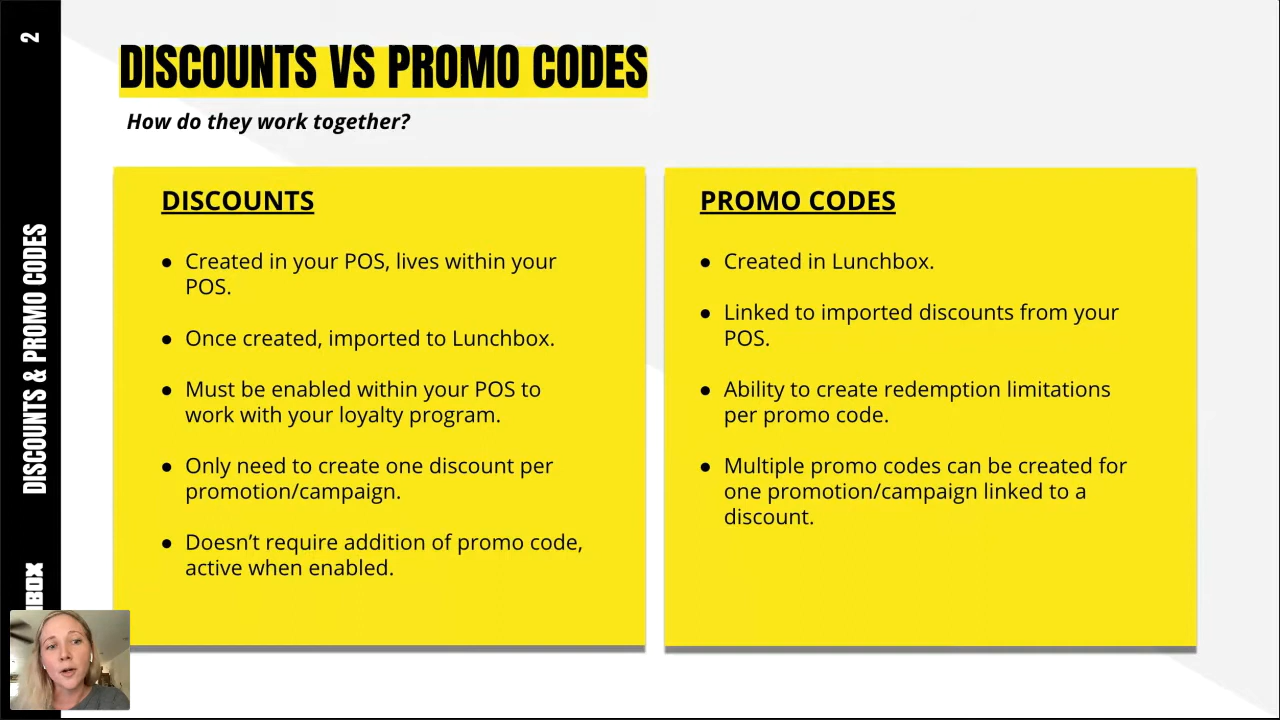 2
DISCOUNTS & PROMO CODES
DISCOUNTS VS PROMO CODES
How do they work together?
DISCOUNTS
● Created in your POS, lives within your
POS.
● Once created, imported to Lunchbox.
● Must be enabled within your POS to
work with your loyalty program.
● Only need to create one discount per
promotion/campaign.
● Doesn’t require addition of promo code,
active when enabled.
PROMO CODES
● Created in Lunchbox.
● Linked to imported discounts from your
POS.
● Ability to create redemption limitations
per promo code.
● Multiple promo codes can be created for
one promotion/campaign linked to a
discount.